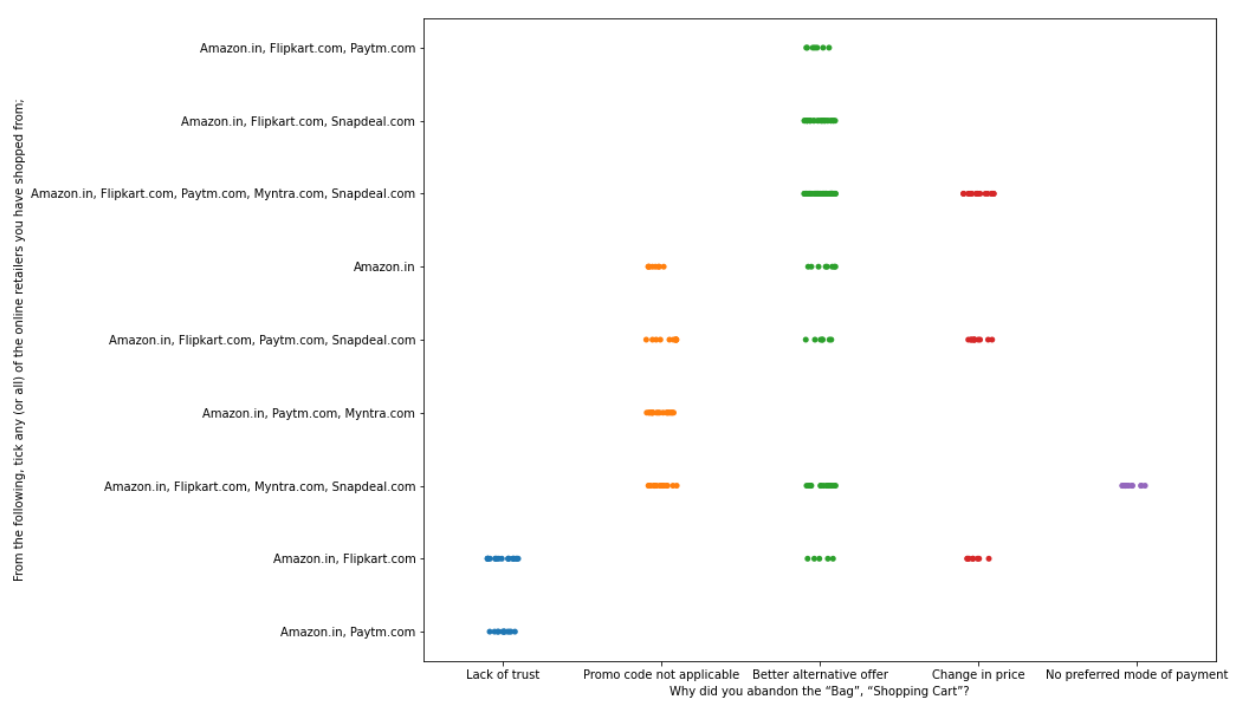 From the following, tick any (or all) of the online retailers you have shopped from;
Amazon.in, Flipkart.com, Paytm.com
Amazon.in, Flipkart.com, Snapdeal.com
Amazon.in, Flipkart.com, Paytm.com, Myntra.com, Snapdeal.com
Amazon.in
Amazon.in, Flipkart.com, Paytm.com, Snapdeal.com
Amazon.in, Paytm.com, Myntra.com
Amazon.in, Flipkart.com, Myntra.com, Snapdeal.com
Amazon.in, Flipkart.com
Amazon.in, Paytm.com
Lack of trust
Promo code not applicable
Better alternative offer
Change in price
No preferred mode of payment
Why did you abandon the “Bag”, “Shopping Cart”?